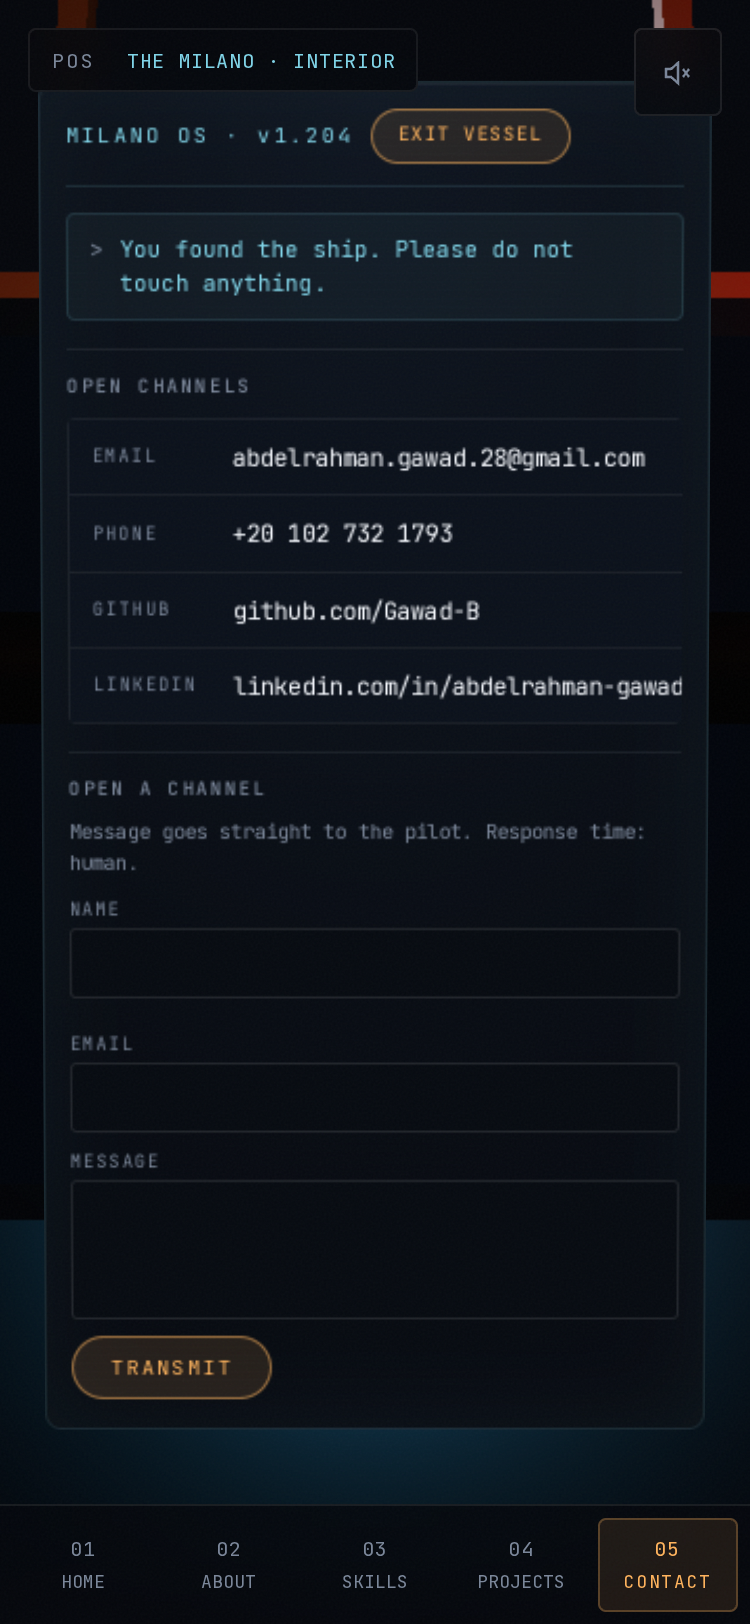 POS THE MILANO · INTERIOR
MILANO OS · v1.204 EXIT VESSEL
> You found the ship. Please do not
touch anything.
OPEN CHANNELS
EMAIL abdelrahman.gawad.28@gmail.com
PHONE +20 102 732 1793
GITHUB github.com/Gawad-B
LINKEDIN linkedin.com/in/abdelrahman-gawad
OPEN A CHANNEL
Message goes straight to the pilot. Response time:
human.
NAME
EMAIL
MESSAGE
TRANSMIT
01 02 03 04 05
HOME ABOUT SKILLS PROJECTS CONTACT